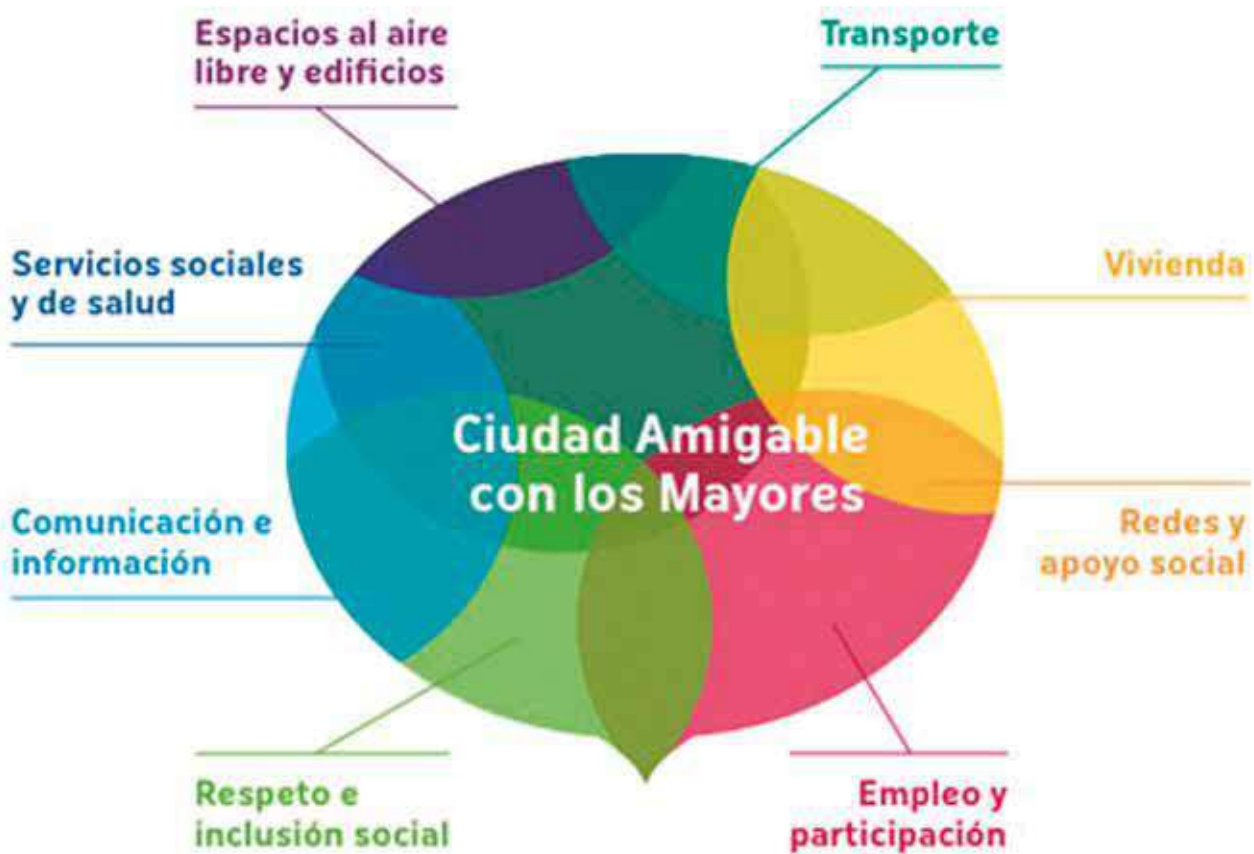 Espacios al aire
libre y edificios
Transporte
Servicios sociales
y de salud
Vivienda
Ciudad Amigable
con los Mayores
Comunicación e
información
Redes y
apoyo social
Respeto e
inclusión social
Empleo y
participación